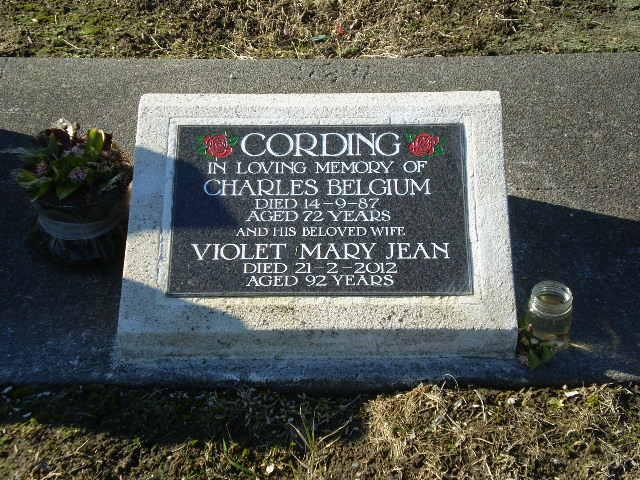 CORDING
IN LOVING MEMORY OF
CHARLES BELGIUM
DIED 14-9-87
AGED 72 YEARS
AND HIS BELOVED WIFE
VIOLET MARY JEAN
DIED 21-2-2012
AGED 92 YEARS